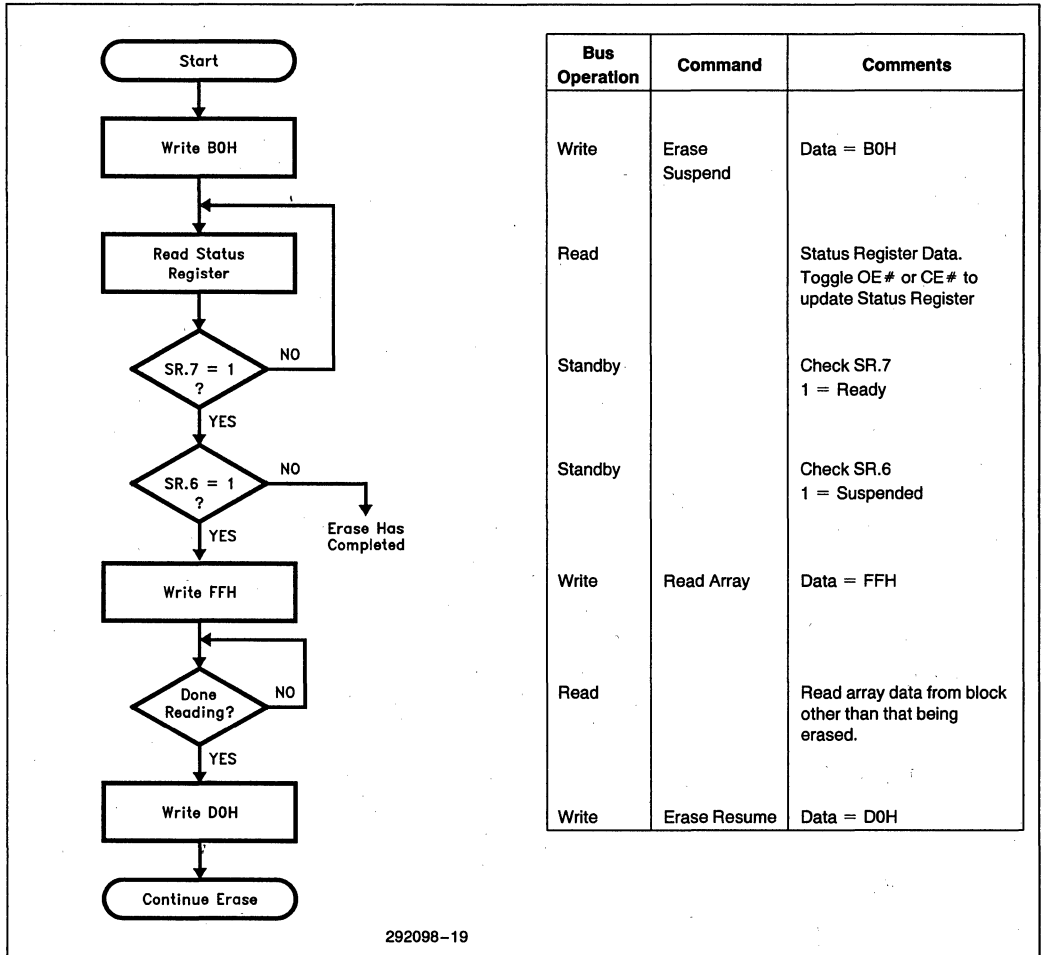 Start
Write B0H
Read Status
Register
SR.7 = 1
?
NO
YES
SR.6 = 1
?
NO
Erase Has
Completed
YES
Write FFH
Done
Reading?
NO
YES
Write D0H
Continue Erase
Bus
Operation
Command
Comments
Write
Erase
Suspend
Data = B0H
Read
Status Register Data.
Toggle OE# or CE# to
update Status Register
Standby
Check SR.7
1 = Ready
Standby
Check SR.6
1 = Suspended
Write
Read Array
Data = FFH
Read
Read array data from block
other than that being
erased.
Write
Erase Resume
Data = D0H
292098-19